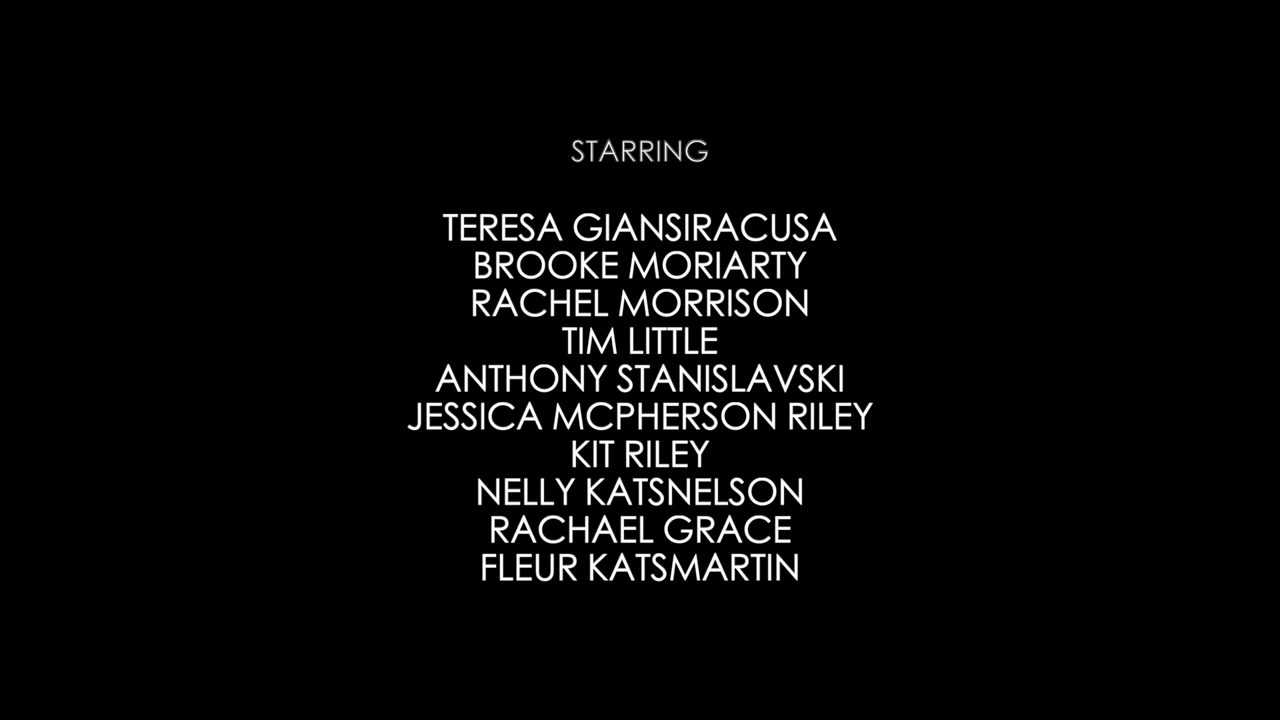 STARRING
TERESA GIANSIRACUSA
BROOKE MORIARTY
RACHEL MORRISON
TIM LITTLE
ANTHONY STANISLAVSKI
JESSICA MCPHERSON RILEY
KIT RILEY
NELLY KATSNELSON
RACHAEL GRACE
FLEUR KATSMARTIN